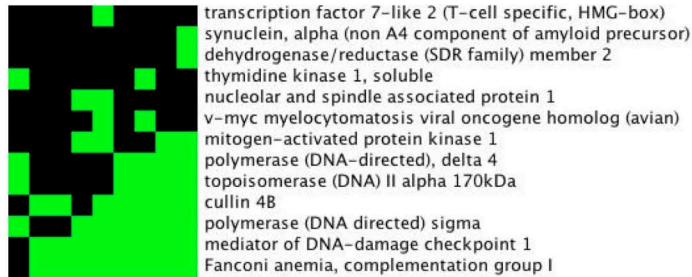 transcription factor 7-like 2 (T-cell specific, HMG-box)
synuclein, alpha (non A4 component of amyloid precursor)
dehydrogenase/reductase (SDR family) member 2
thymidine kinase 1, soluble
nucleolar and spindle associated protein 1
v-myc myelocytomatosis viral oncogene homolog (avian)
mitogen-activated protein kinase 1
polymerase (DNA-directed), delta 4
topoisomerase (DNA) II alpha 170kDa
cullin 4B
polymerase (DNA directed) sigma
mediator of DNA-damage checkpoint 1
Fanconi anemia, complementation group I